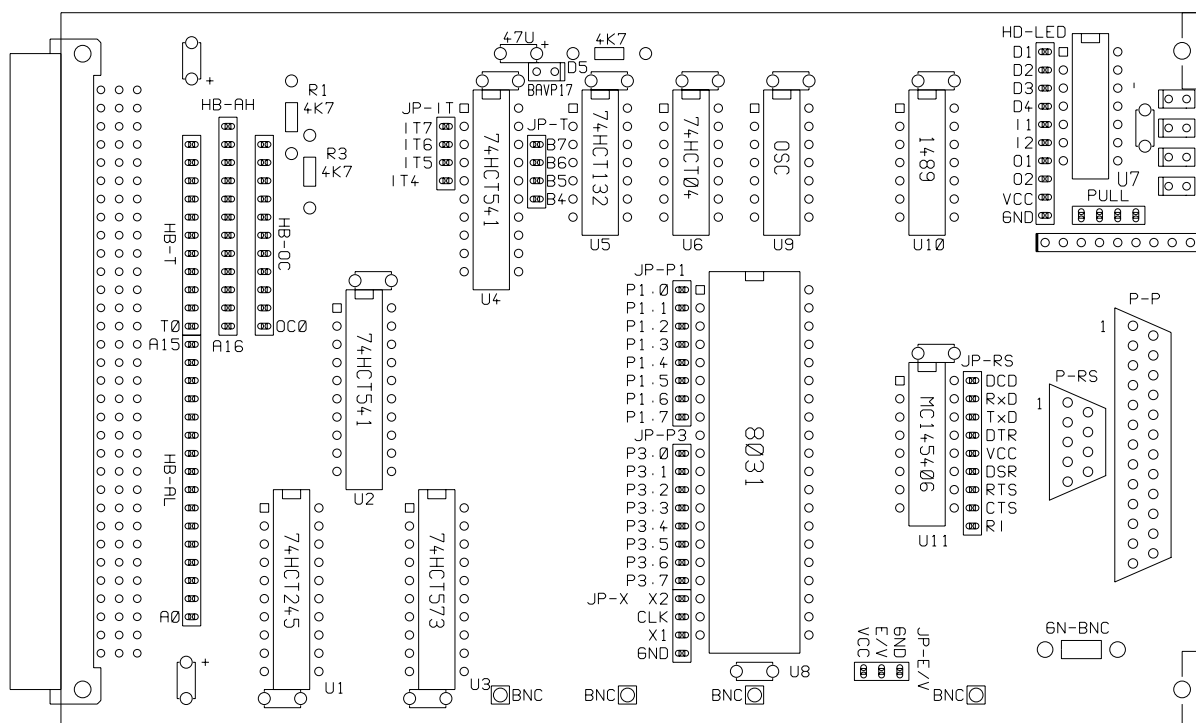 47U
+
4K7
D5
BAVP17
HD-LED
D1
D2
D3
D4
I1
I2
O1
O2
VCC
GND
U7
PULL
+
HB-AH
R1
4K7
R3
4K7
JP-IT
IT7
IT6
IT5
IT4
74HCT541
U4
JP-T
B7
B6
B5
B4
74HCT132
U5
74HCT04
U6
OSC
U9
1489
U10
HB-T
HB-OC
T0
A15
A16
OC0
HB-AL
A0
74HCT541
U2
74HCT245
U1
74HCT573
U3
JP-P1
P1.0
P1.1
P1.2
P1.3
P1.4
P1.5
P1.6
P1.7
JP-P3
P3.0
P3.1
P3.2
P3.3
P3.4
P3.5
P3.6
P3.7
JP-X X2
CLK
X1
GND
8031
U8
MC145406
U11
JP-RS
DCD
RxD
TxD
DTR
VCC
DSR
RTS
CTS
RI
P-RS
1
P-P
1
VCC
E/V
GND
JP-E/V
GN-BNC
+
BNC
BNC
BNC
BNC